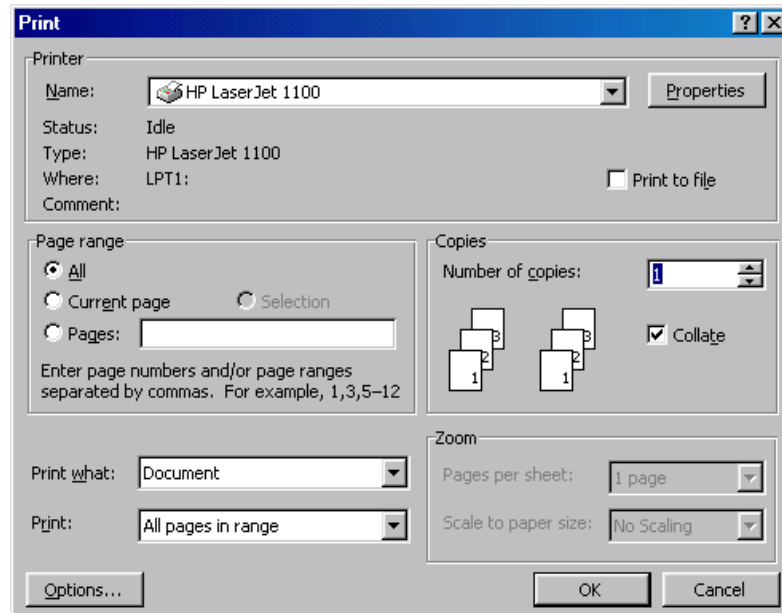 Print
Printer
Name: HP LaserJet 1100 Properties
Status: Idle
Type: HP LaserJet 1100
Where: LPT1: Print to file
Comment:
Page range
All
Current page Selection
Pages:
Enter page numbers and/or page ranges
separated by commas. For example, 1,3,5–12
Copies
Number of copies: 1
3 3
2 2
1 1
Collate
Print what: Document
Print: All pages in range
Zoom
Pages per sheet: 1 page
Scale to paper size: No Scaling
Options... OK Cancel